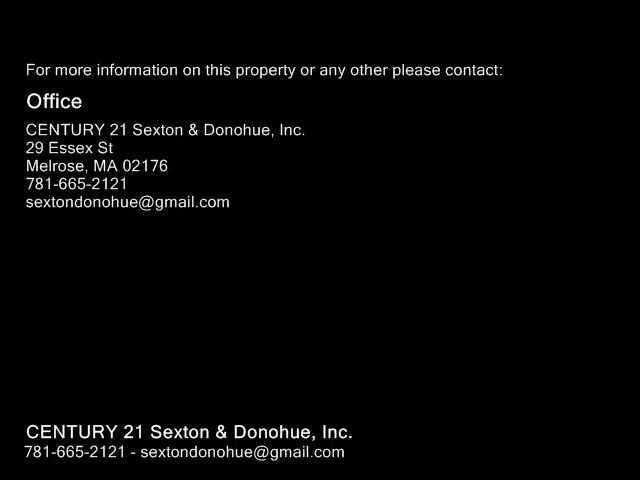 For more information on this property or any other please contact:
Office
CENTURY 21 Sexton & Donohue, Inc.
29 Essex St
Melrose, MA 02176
781-665-2121
sextondonohue@gmail.com
CENTURY 21 Sexton & Donohue, Inc.
781-665-2121 - sextondonohue@gmail.com